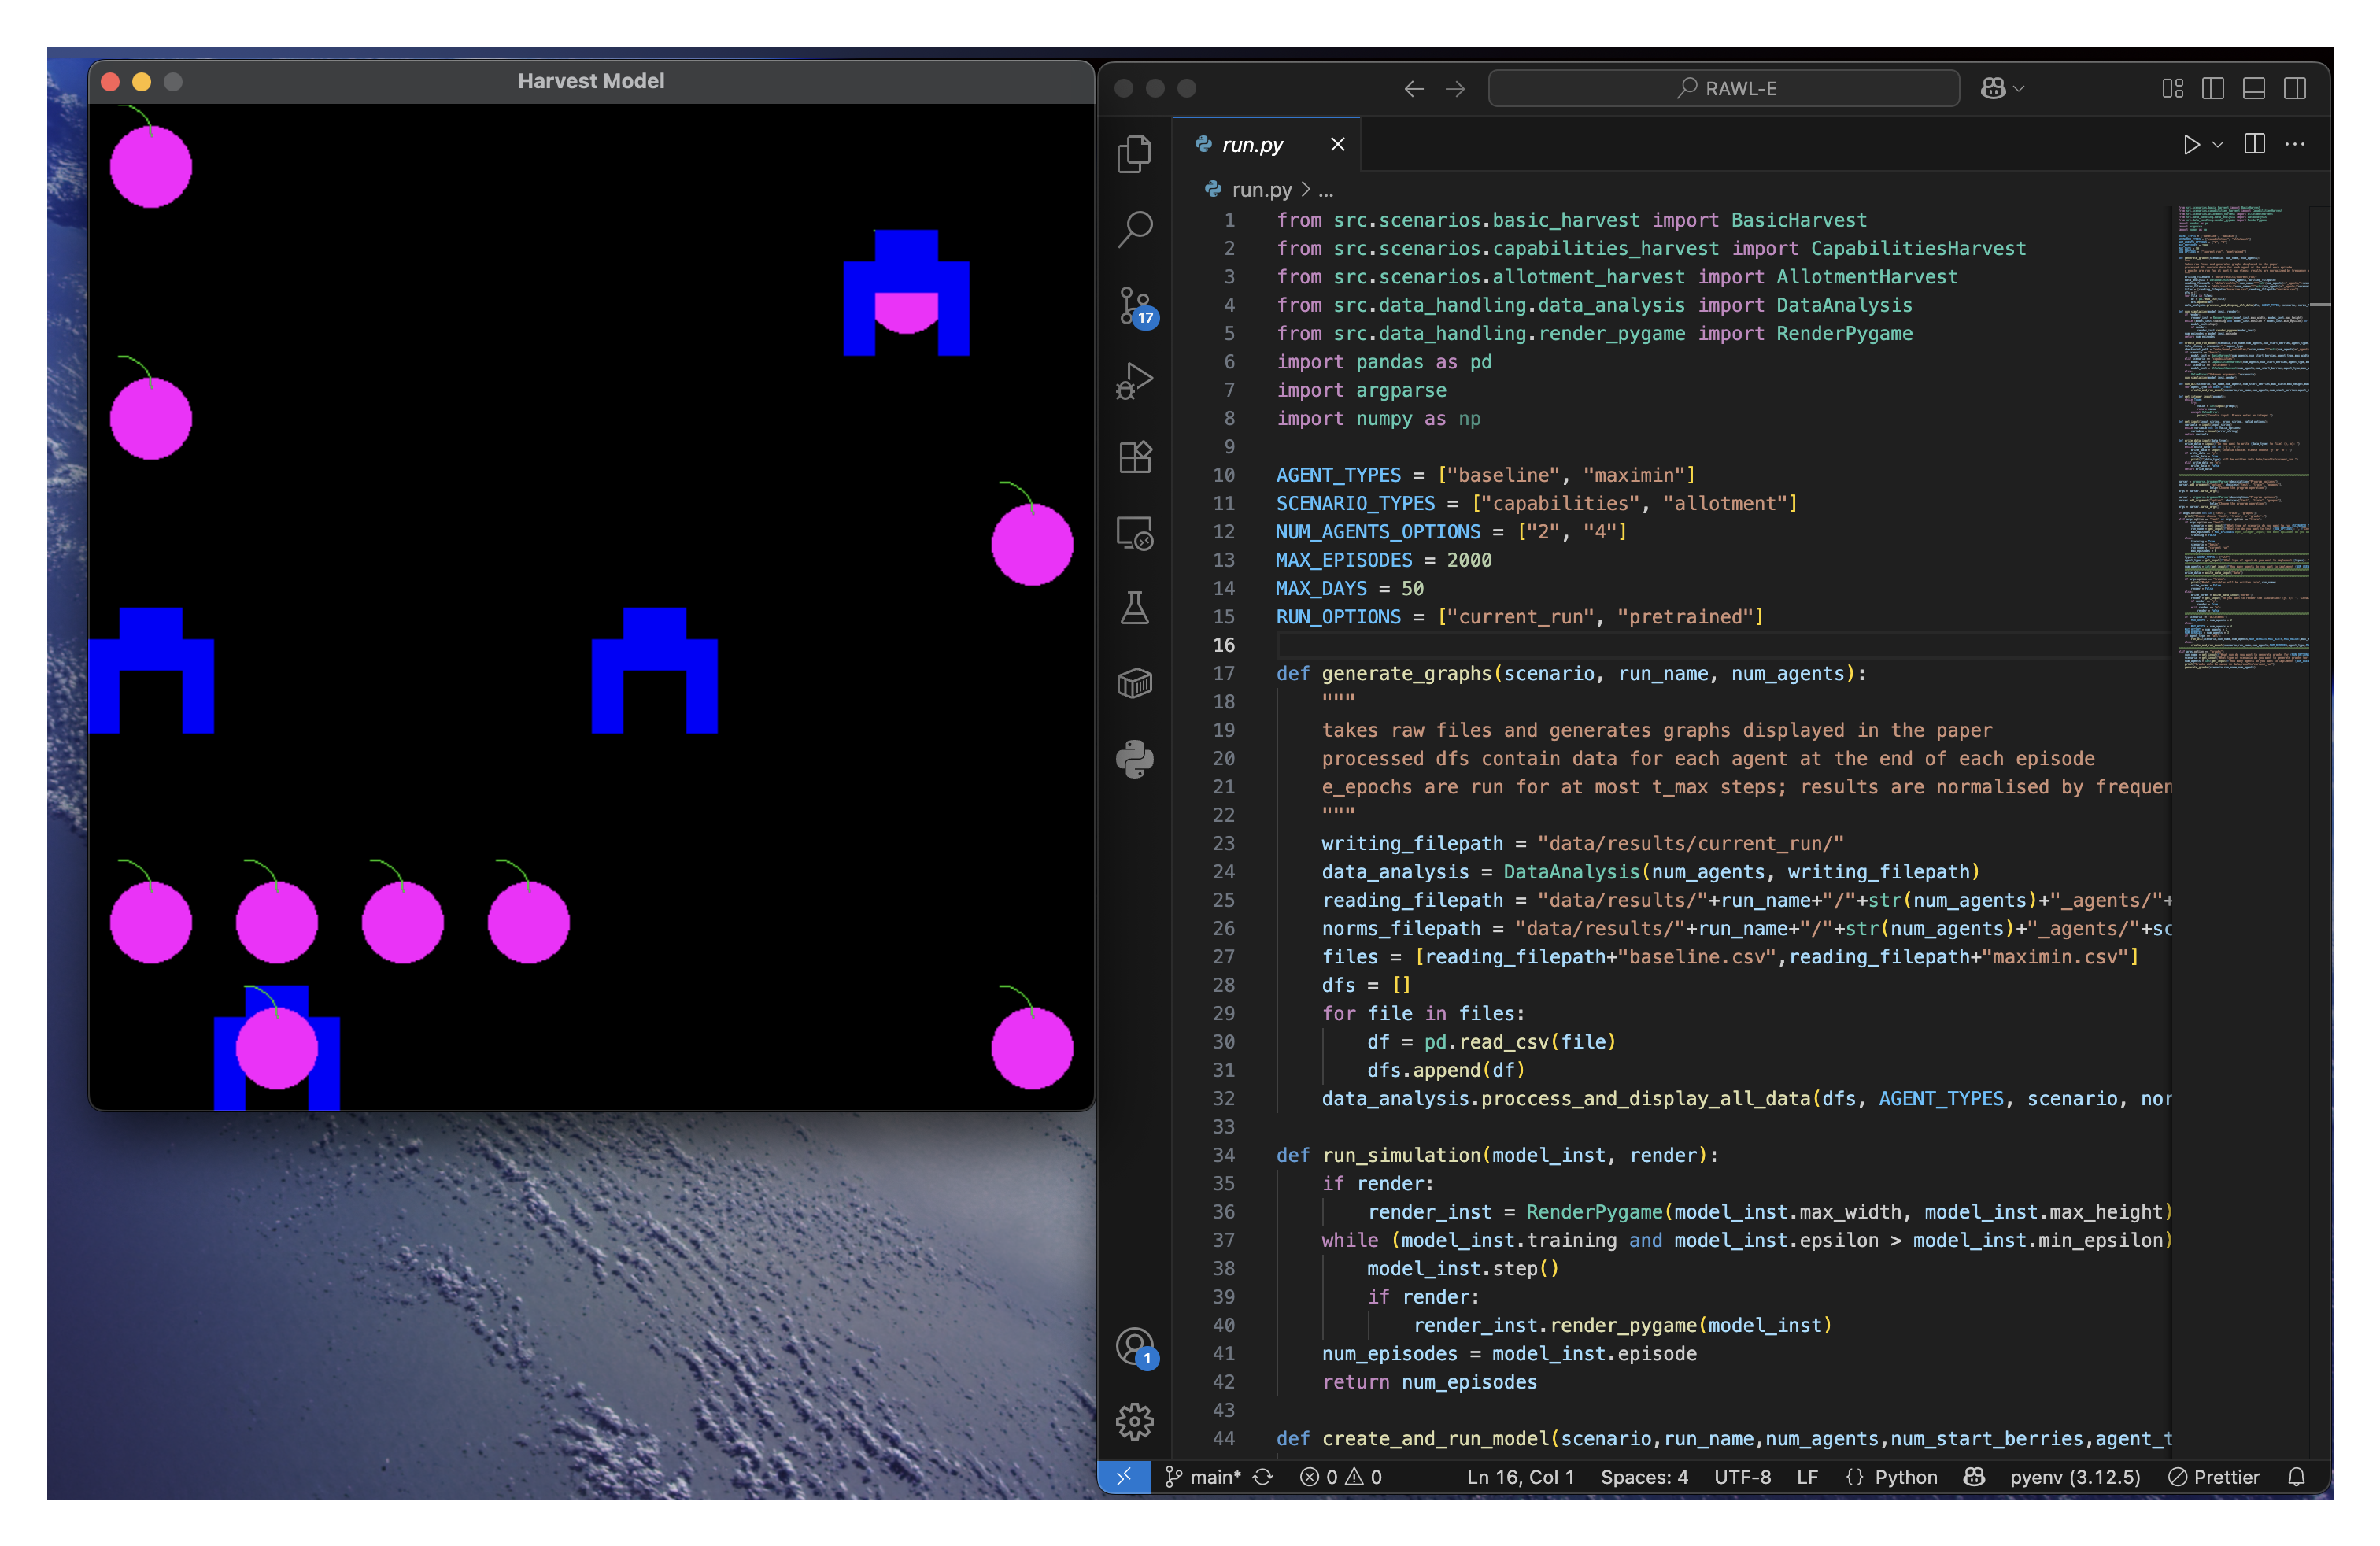 Harvest Model
RAWL-E
run.py
run.py > ...
17
1 from src.scenarios.basic_harvest import BasicHarvest
2 from src.scenarios.capabilities_harvest import CapabilitiesHarvest
3 from src.scenarios.allotment_harvest import AllotmentHarvest
4 from src.data_handling.data_analysis import DataAnalysis
5 from src.data_handling.render_pygame import RenderPygame
6 import pandas as pd
7 import argparse
8 import numpy as np
9
10 AGENT_TYPES = ["baseline", "maximin"]
11 SCENARIO_TYPES = ["capabilities", "allotment"]
12 NUM_AGENTS_OPTIONS = ["2", "4"]
13 MAX_EPISODES = 2000
14 MAX_DAYS = 50
15 RUN_OPTIONS = ["current_run", "pretrained"]
16
17 def generate_graphs(scenario, run_name, num_agents):
18 """
19 takes raw files and generates graphs displayed in the paper
20 processed dfs contain data for each agent at the end of each episode
21 e_epochs are run for at most t_max steps; results are normalised by frequen
22 """
23 writing_filepath = "data/results/current_run/"
24 data_analysis = DataAnalysis(num_agents, writing_filepath)
25 reading_filepath = "data/results/"+run_name+"/"+str(num_agents)+"_agents/"+
26 norms_filepath = "data/results/"+run_name+"/"+str(num_agents)+"_agents/"+sc
27 files = [reading_filepath+"baseline.csv",reading_filepath+"maximin.csv"]
28 dfs = []
29 for file in files:
30 df = pd.read_csv(file)
31 dfs.append(df)
32 data_analysis.proccess_and_display_all_data(dfs, AGENT_TYPES, scenario, nor
33
34 def run_simulation(model_inst, render):
35 if render:
36 render_inst = RenderPygame(model_inst.max_width, model_inst.max_height)
37 while (model_inst.training and model_inst.epsilon > model_inst.min_epsilon)
38 model_inst.step()
39 if render:
40 render_inst.render_pygame(model_inst)
41 num_episodes = model_inst.episode
42 return num_episodes
43
44 def create_and_run_model(scenario,run_name,num_agents,num_start_berries,agent_t
1
main* 0 0 Ln 16, Col 1 Spaces: 4 UTF-8 LF {} Python pyenv (3.12.5) Prettier